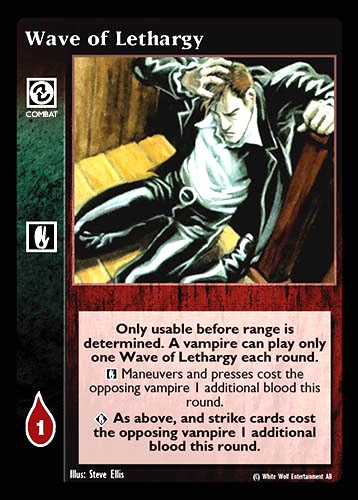 Wave of Lethargy
COMBAT
Only usable before range is
determined. A vampire can play only
one Wave of Lethargy each round.
Maneuvers and presses cost the
opposing vampire 1 additional blood this
round.
As above, and strike cards cost
the opposing vampire 1 additional
blood this round.
1
Illus: Steve Ellis
(C) White Wolf Entertainment AB